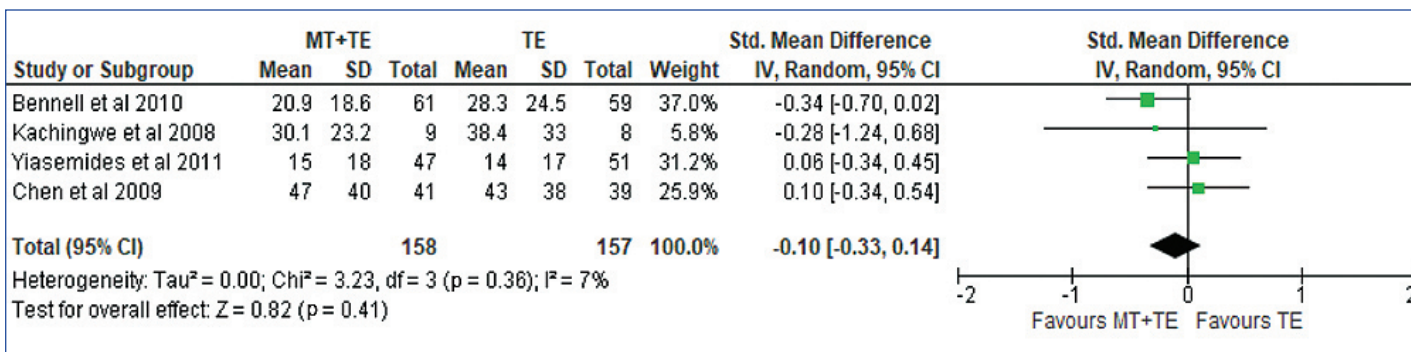 MT+TE TE Std. Mean Difference Std. Mean Difference
Study or Subgroup Mean SD Total Mean SD Total Weight IV, Random, 95% CI IV, Random, 95% CI
Bennell et al 2010 20.9 18.6 61 28.3 24.5 59 37.0% -0.34 [-0.70, 0.02]
Kachingwe et al 2008 30.1 23.2 9 38.4 33 8 5.8% -0.28 [-1.24, 0.68]
Yiasemides et al 2011 15 18 47 14 17 51 31.2% 0.06 [-0.34, 0.45]
Chen et al 2009 47 40 41 43 38 39 25.9% 0.10 [-0.34, 0.54]
Total (95% CI) 158 157 100.0% -0.10 [-0.33, 0.14]
Heterogeneity: Tau² = 0.00; Chi² = 3.23, df = 3 (p = 0.36); I² = 7%
Test for overall effect: Z = 0.82 (p = 0.41)
-2 -1 0 1 2
Favours MT+TE Favours TE